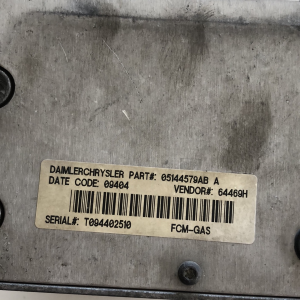 DAIMLERCHRYSLER PART#: 05144579AB A
DATE CODE: 09404 VENDOR#: 64469H
SERIAL#: T094402510 FCM-GAS